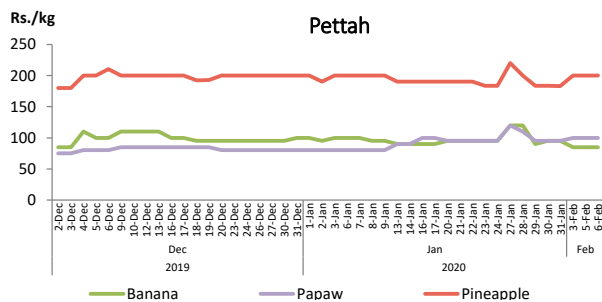 Rs./kg
Pettah
250
200
150
100
50
0
2-Dec 3-Dec 4-Dec 5-Dec 6-Dec 9-Dec 10-Dec 12-Dec 13-Dec 16-Dec 17-Dec 18-Dec 19-Dec 20-Dec 23-Dec 24-Dec 26-Dec 27-Dec 30-Dec 31-Dec 1-Jan 2-Jan 3-Jan 6-Jan 7-Jan 8-Jan 9-Jan 13-Jan 14-Jan 16-Jan 17-Jan 20-Jan 21-Jan 22-Jan 23-Jan 24-Jan 27-Jan 28-Jan 29-Jan 30-Jan 31-Jan 3-Feb 5-Feb 6-Feb
Dec Jan Feb
2019 2020
Banana Papaw Pineapple